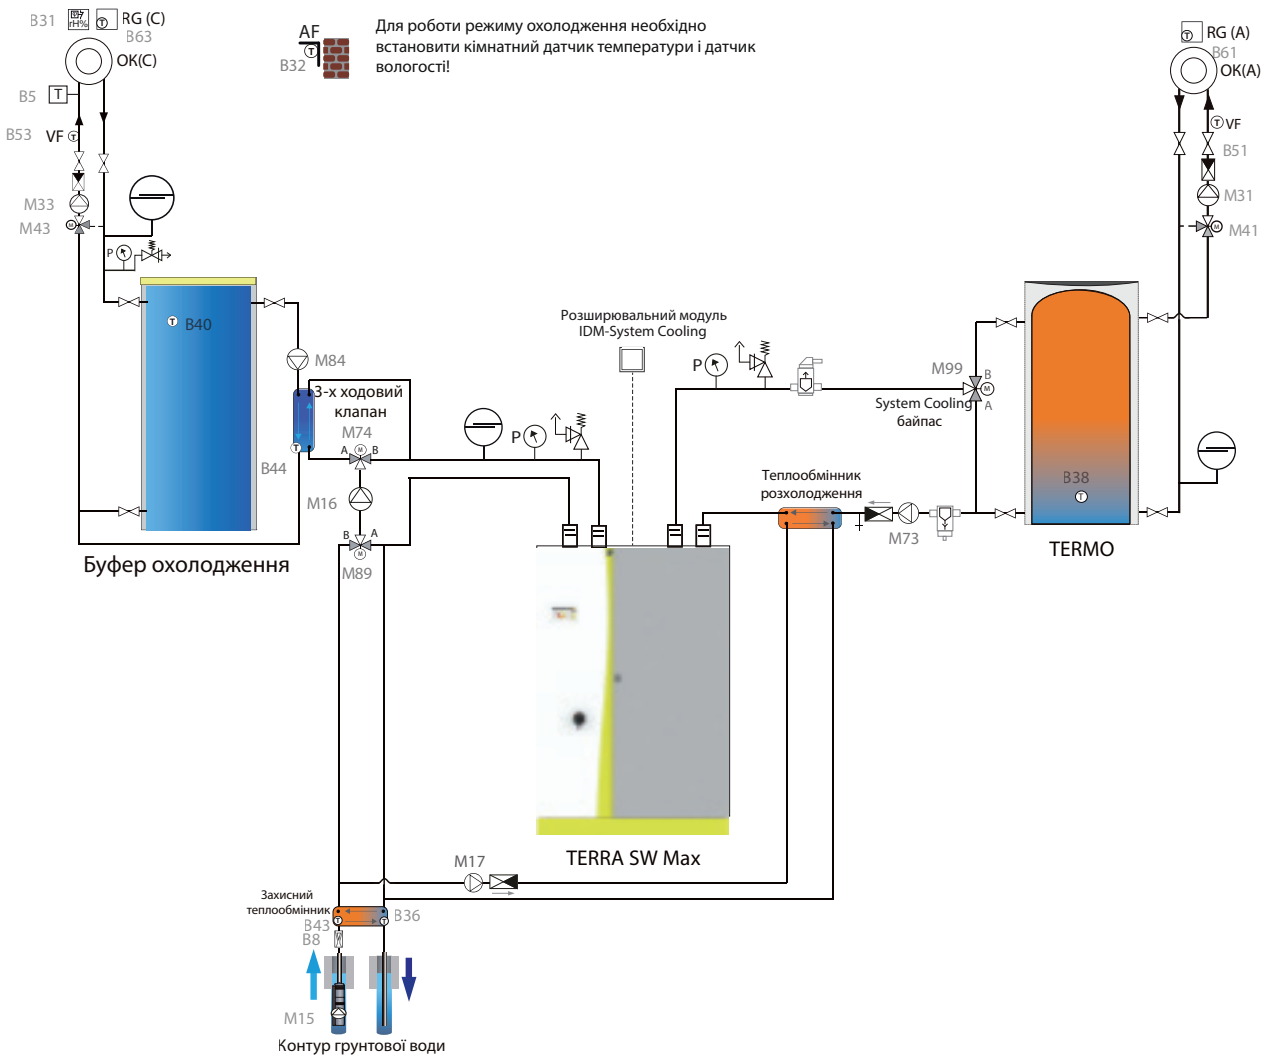 B31
rH%
RG (C)
B63
OK(C)
B5
T
B53
VF
T
M33
M43
M
P
AF
T
B32
Для роботи режиму охолодження необхідно
встановити кімнатний датчик температури і датчик
вологості!
RG (A)
T
B61
OK(A)
T
VF
B51
M31
M41
M
T
B40
M84
3-х ходовий
клапан
M74
A
M
B
T
B44
M16
B
A
M
M89
Буфер охолодження
P
Розширювальний модуль
IDM-System Cooling
P
M99
B
M
A
System Cooling
байпас
Теплообмінник
розхолодження
M73
B38
T
TERMO
TERRA SW Max
M17
Захисний
теплообмінник
B43
T
T
B36
B8
M15
Контур грунтової води